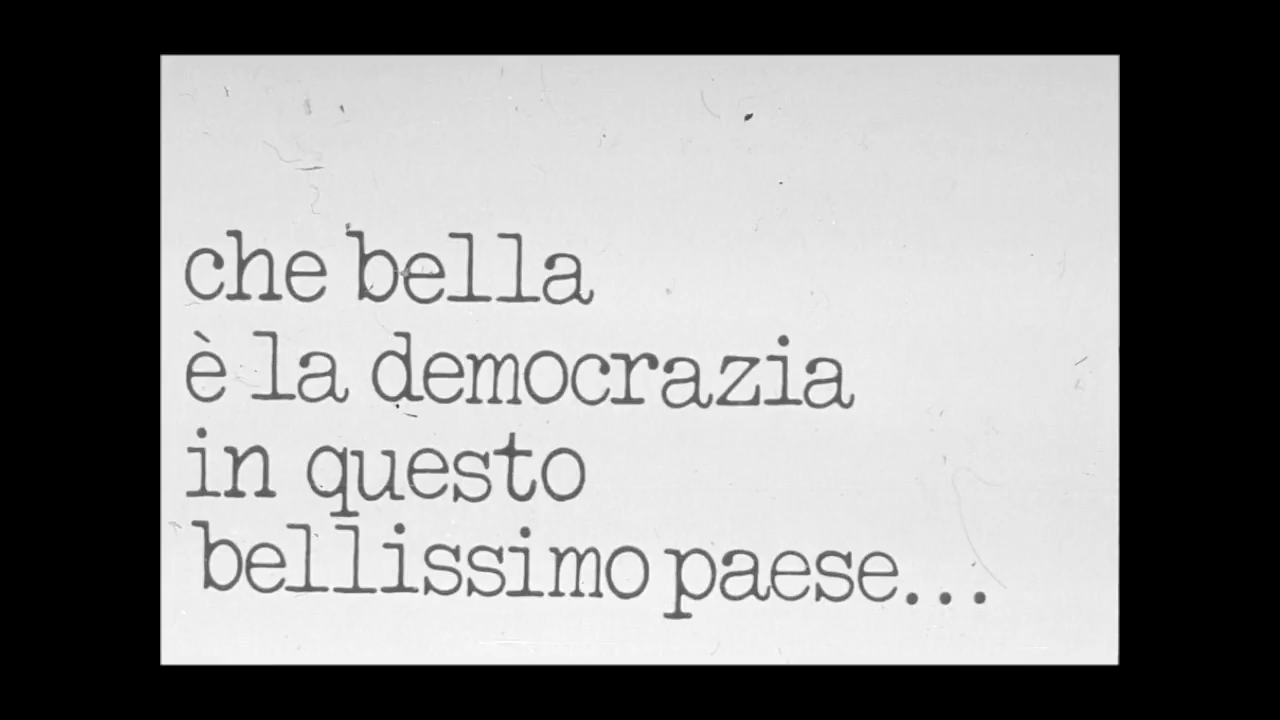 che bella
è la democrazia
in questo
bellissimo paese...